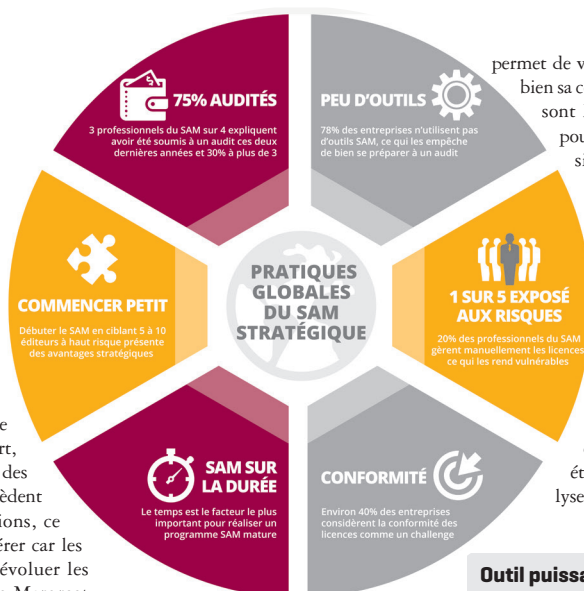 75% AUDITÉS
3 professionnels du SAM sur 4 expliquent
avoir été soumis à un audit ces deux
dernières années et 30% à plus de 3
PEU D'OUTILS
78% des entreprises n'utilisent pas
d'outils SAM, ce qui les empêche
de bien se préparer à un audit
permet de v
bien sa c
sont
pou
si
COMMENCER PETIT
Débuter le SAM en ciblant 5 à 10
éditeurs à haut risque présente
des avantages stratégiques
PRATIQUES
GLOBALES
DU SAM
STRATÉGIQUE
1 SUR 5 EXPOSÉ
AUX RISQUES
20% des professionnels du SAM
gèrent manuellement les licences
ce qui les rend vulnérables
SAM SUR
LA DURÉE
Le temps est le facteur le plus
important pour réaliser un
programme SAM mature
CONFORMITÉ
Environ 40% des entreprises
considèrent la conformité des
licences comme un challenge
e
rt,
des
èdent
ions, ce
érer car les
évoluer les
ét
lyse
Outil puissa